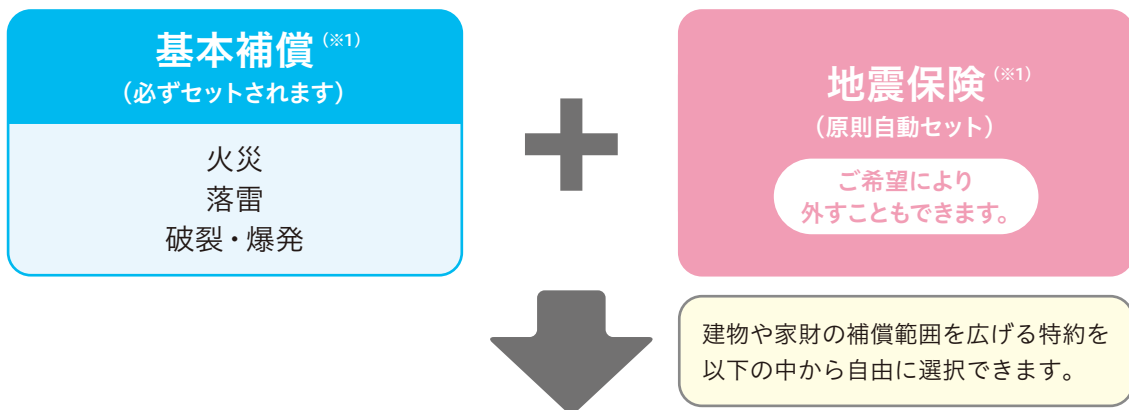 基本補償(※1)
(必ずセットされます)
火災
落雷
破裂・爆発
地震保険(※1)
(原則自動セット)
ご希望により
外すこともできます。
建物や家財の補償範囲を広げる特約を
以下の中から自由に選択できます。